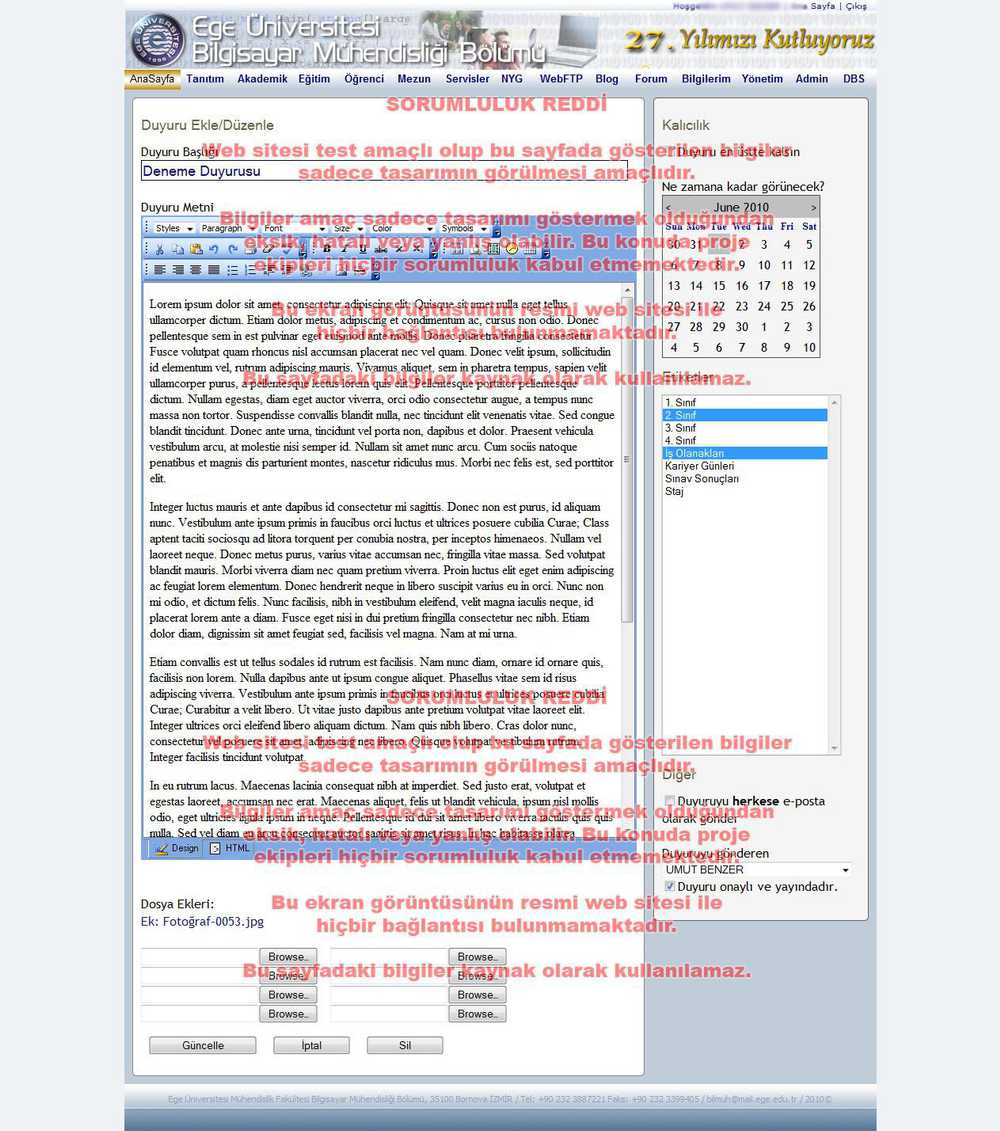 Ana Sayfa | Çıkış
Ege Üniversitesi
Bilgisayar Mühendisliği Bölümü
27. Yılımızı Kutluyoruz
AnaSayfa Tanıtım Akademik Eğitim Öğrenci Mezun Servisler NYG WebFTP Blog Forum Bilgilerim Yönetim Admin DBS
SORUMLULUK REDDİ
Web sitesi test amaçlı olup bu sayfada gösterilen bilgiler
sadece tasarımın görülmesi amaçlıdır.
Bilgiler amaç sadece tasarımı göstermek olduğundan
eksik, hatalı veya yanlış olabilir. Bu konuda proje
ekipleri hiçbir sorumluluk kabul etmemektedir.
Bu ekran görüntüsünün resmi web sitesi ile
hiçbir bağlantısı bulunmamaktadır.
Bu sayfadaki bilgiler kaynak olarak kullanılamaz.
Duyuru Ekle/Düzenle
Duyuru Başlığı
Deneme Duyurusu
Duyuru Metni
Styles Paragraph Font Size Color Symbols
Lorem ipsum dolor sit amet, consectetur adipiscing elit. Quisque sit amet nulla eget tellus
ullamcorper dictum. Etiam dolor metus, adipiscing et condimentum ac, cursus non odio. Donec
pellentesque sem in est pulvinar eget euismod ante mollis. Donec pharetra fringilla consectetur.
Fusce volutpat quam rhoncus nisl accumsan placerat nec vel quam. Donec velit ipsum, sollicitudin
id elementum vel, rutrum adipiscing mauris. Vivamus aliquet, sem in pharetra tempus, sapien velit
ullamcorper purus, a pellentesque lectus lorem quis elit. Pellentesque porttitor pellentesque
dictum. Nullam egestas, diam eget auctor viverra, orci odio consectetur augue, a tempus nunc
massa non tortor. Suspendisse convallis blandit nulla, nec tincidunt elit venenatis vitae. Sed congue
blandit tincidunt. Donec ante urna, tincidunt vel porta non, dapibus et dolor. Praesent vehicula
vestibulum arcu, at molestie nisi semper id. Nullam sit amet nunc arcu. Cum sociis natoque
penatibus et magnis dis parturient montes, nascetur ridiculus mus. Morbi nec felis est, sed porttitor
elit.
Integer luctus mauris et ante dapibus id consectetur mi sagittis. Donec non est purus, id aliquam
nunc. Vestibulum ante ipsum primis in faucibus orci luctus et ultrices posuere cubilia Curae; Class
aptent taciti sociosqu ad litora torquent per conubia nostra, per inceptos himenaeos. Nullam vel
laoreet neque. Donec metus purus, varius vitae accumsan nec, fringilla vitae massa. Sed volutpat
blandit mauris. Morbi viverra diam nec quam pretium viverra. Proin luctus elit eget enim adipiscing
ac feugiat lorem elementum. Donec hendrerit neque in libero suscipit varius eu in orci. Nunc non
mi odio, et dictum felis. Nunc facilisis, nibh in vestibulum eleifend, velit magna iaculis neque, id
placerat lorem ante a diam. Fusce eget nisi in dui pretium fringilla consectetur nec nibh. Etiam
dolor diam, dignissim sit amet feugiat sed, facilisis vel magna. Nam at mi urna.
Etiam convallis est ut tellus sodales id rutrum est facilisis. Nam nunc diam, ornare id ornare quis,
facilisis non lorem. Nulla dapibus ante ut ipsum congue aliquet. Phasellus vitae sem id risus
adipiscing viverra. Vestibulum ante ipsum primis in faucibus orci luctus et ultrices posuere cubilia
Curae; Curabitur a velit libero. Ut vitae justo dapibus ante pretium volutpat vitae laoreet elit.
Integer ultrices orci eleifend libero aliquam dictum. Nam quis nibh libero. Cras dolor nunc,
consectetur vel posuere sit amet, adipiscing nec libero. Quisque volutpat vestibulum rutrum.
Integer facilisis tincidunt volutpat.
In eu rutrum lacus. Maecenas lacinia consequat nibh at imperdiet. Sed justo erat, volutpat et
egestas laoreet, accumsan nec erat. Maecenas aliquet, felis ut blandit vehicula, ipsum nisl mollis
odio, eget ultricies ligula ipsum in neque. Pellentesque id dui sit amet libero viverra iaculis quis quis
nulla. Sed vel diam eu arcu consequat auctor sagittis sit amet risus. In hac habitasse platea
Design HTML
SORUMLULUK REDDİ
Web sitesi test amaçlı olup bu sayfada gösterilen bilgiler
sadece tasarımın görülmesi amaçlıdır.
Bilgiler amaç sadece tasarımı göstermek olduğundan
eksik, hatalı veya yanlış olabilir. Bu konuda proje
ekipleri hiçbir sorumluluk kabul etmemektedir.
Bu ekran görüntüsünün resmi web sitesi ile
hiçbir bağlantısı bulunmamaktadır.
Bu sayfadaki bilgiler kaynak olarak kullanılamaz.
Dosya Ekleri:
Ek: Fotoğraf-0053.jpg
Browse... Browse...
Browse... Browse...
Browse... Browse...
Browse... Browse...
Güncelle İptal Sil
Kalıcılık
Duyuru en üstte kalsın
Ne zamana kadar görünecek?
< June 2010 >
Sun Mon Tue Wed Thu Fri Sat
30 31 1 2 3 4 5
6 7 8 9 10 11 12
13 14 15 16 17 18 19
20 21 22 23 24 25 26
27 28 29 30 1 2 3
4 5 6 7 8 9 10
Etiketler
1. Sınıf
2. Sınıf
3. Sınıf
4. Sınıf
İş Olanakları
Kariyer Günleri
Sınav Sonuçları
Staj
Diğer
Duyuruyu herkese e-posta
olarak gönder
Duyuruyu gönderen
UMUT BENZER
Duyuru onaylı ve yayındadır.
Ege Üniversitesi Mühendislik Fakültesi Bilgisayar Mühendisliği Bölümü, 35100 Bornova İZMİR / Tel: +90 232 3887221 Faks: +90 232 3399405 / bilmuh@mail.ege.edu.tr / 2010©